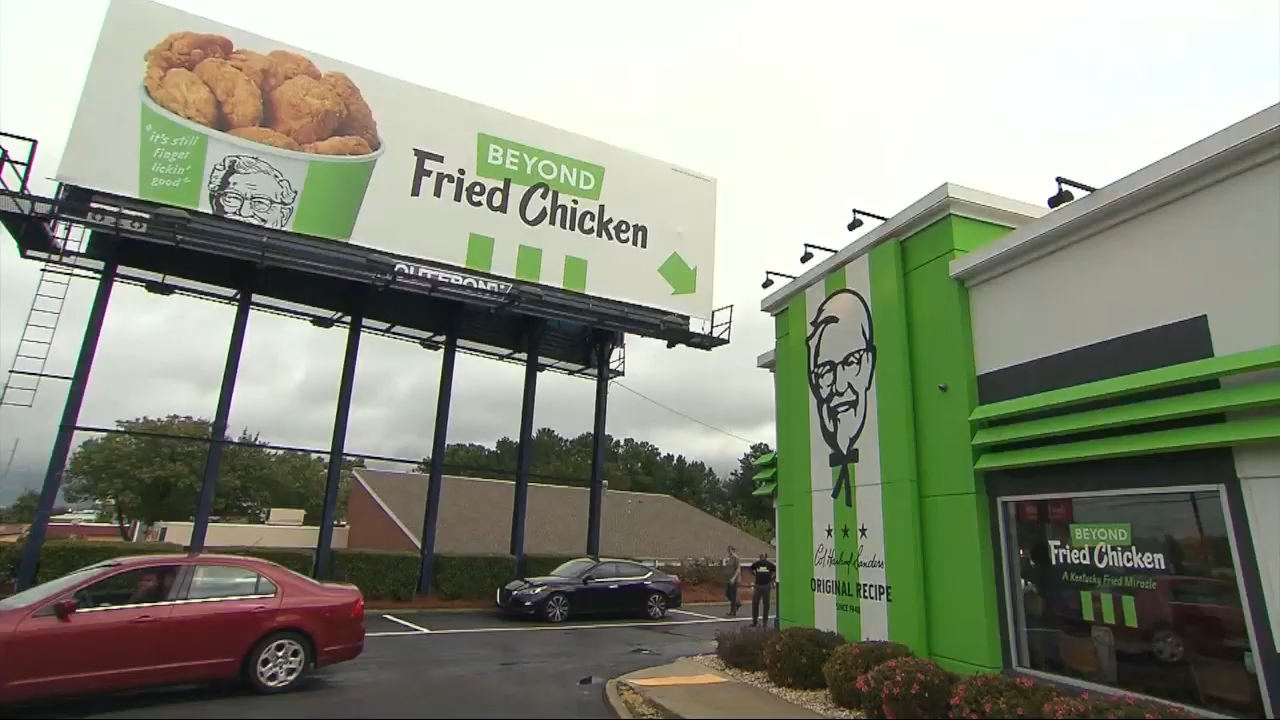 "it's still
finger
lickin'
good"
BEYOND
Fried Chicken
OUTFRONT
Col. Harland Sanders
ORIGINAL RECIPE
SINCE 1940
BEYOND
Fried Chicken
A Kentucky Fried Miracle